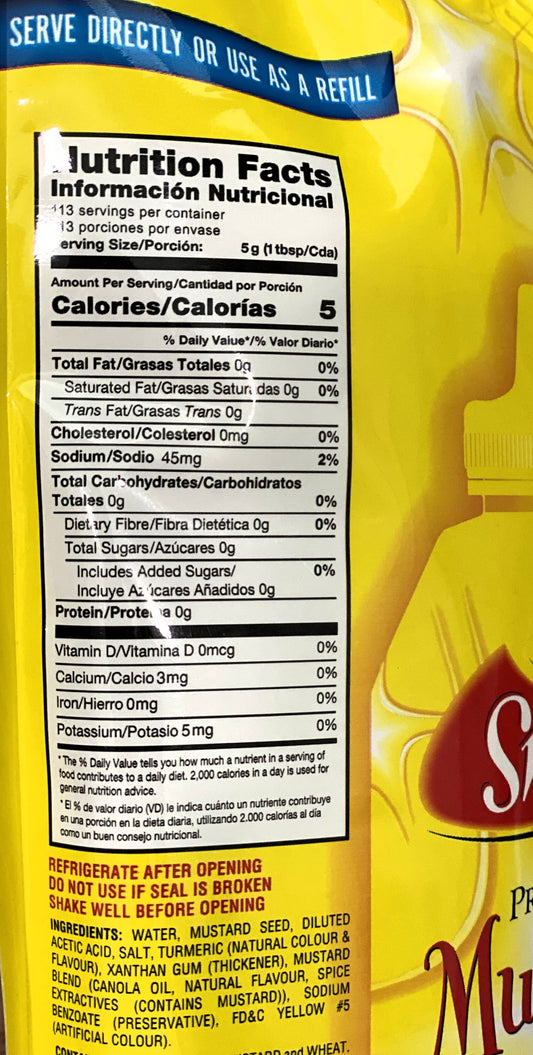 SERVE DIRECTLY OR USE AS A REFILL
Nutrition Facts
Información Nutricional
113 servings per container
13 porciones por envase
erving Size/Porción: 5g (1tbsp/Cda)
Amount Per Serving/Cantidad por Porción
Calories/Calorías 5
% Daily Value*/% Valor Diario*
Total Fat/Grasas Totales 0g 0%
Saturated Fat/Grasas Saturadas 0g 0%
Trans Fat/Grasas Trans 0g
Cholesterol/Colesterol 0mg 0%
Sodium/Sodio 45mg 2%
Total Carbohydrates/Carbohidratos
Totales 0g 0%
Dietary Fibre/Fibra Dietética 0g 0%
Total Sugars/Azúcares 0g
Includes Added Sugars/ 0%
Incluye Azúcares Añadidos 0g
Protein/Proteína 0g
Vitamin D/Vitamina D 0mcg 0%
Calcium/Calcio 3mg 0%
Iron/Hierro 0mg 0%
Potassium/Potasio 5mg 0%
*The % Daily Value tells you how much a nutrient in a serving of
food contributes to a daily diet. 2,000 calories in a day is used for
general nutrition advice.
*El % de valor diario (VD) le indica cuánto un nutriente contribuye
en una porción en la dieta diaria, utilizando 2.000 calorías al día
como un buen consejo nutricional.
REFRIGERATE AFTER OPENING
DO NOT USE IF SEAL IS BROKEN
SHAKE WELL BEFORE OPENING
INGREDIENTS: WATER, MUSTARD SEED, DILUTED
ACETIC ACID, SALT, TURMERIC (NATURAL COLOUR &
FLAVOUR), XANTHAN GUM (THICKENER), MUSTARD
BLEND (CANOLA OIL, NATURAL FLAVOUR, SPICE
EXTRACTIVES (CONTAINS MUSTARD)), SODIUM
BENZOATE (PRESERVATIVE), FD&C YELLOW #5
(ARTIFICIAL COLOUR).
and WHEAT.
Pr
Mu